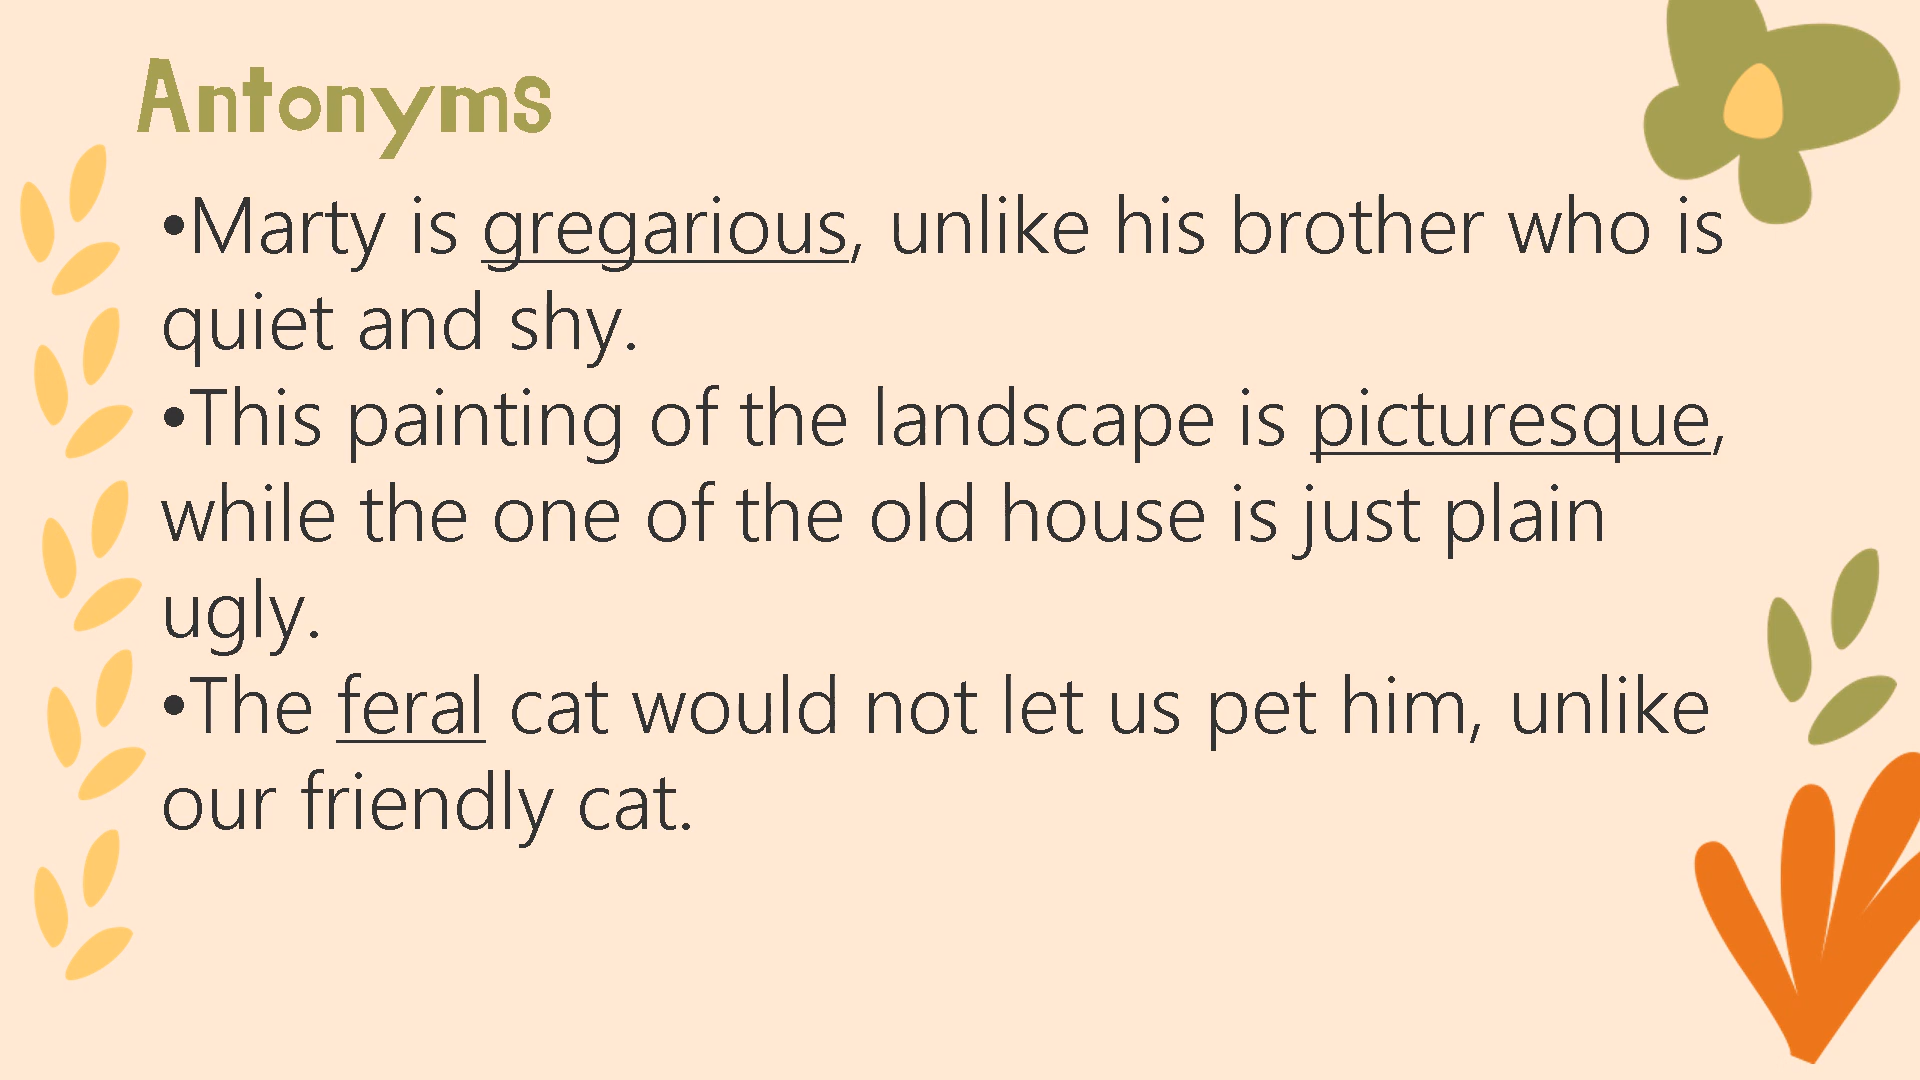 Antonyms
•Marty is gregarious, unlike his brother who is
quiet and shy.
•This painting of the landscape is picturesque,
while the one of the old house is just plain
ugly.
•The feral cat would not let us pet him, unlike
our friendly cat.